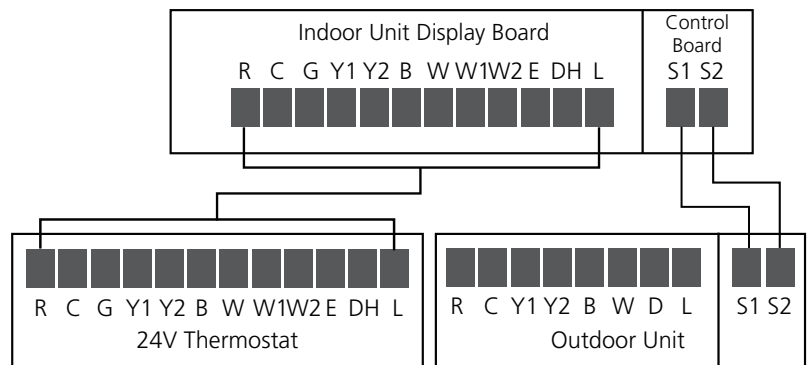 Indoor Unit Display Board
Control
Board
R C G Y1 Y2 B W W1W2 E DH L
S1 S2
R C G Y1 Y2 B W W1W2 E DH L
24V Thermostat
R C Y1 Y2 B W D L
Outdoor Unit
S1 S2